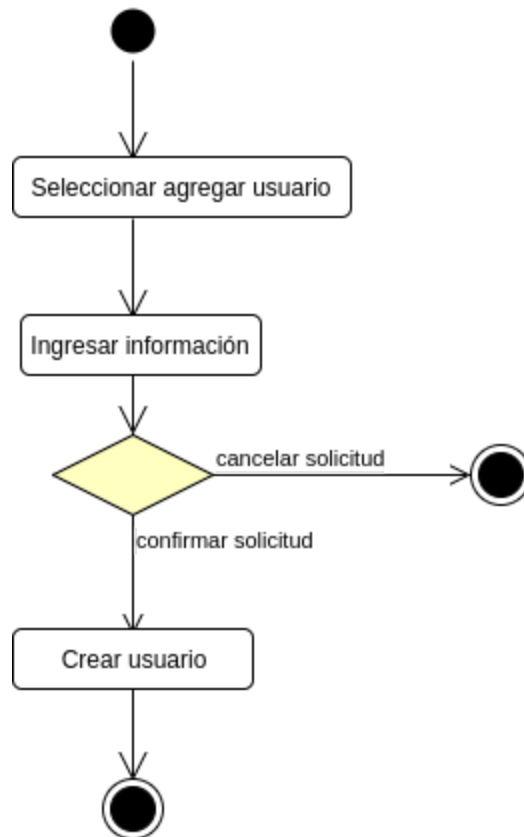 Seleccionar agregar usuario
Ingresar información
cancelar solicitud
confirmar solicitud
Crear usuario